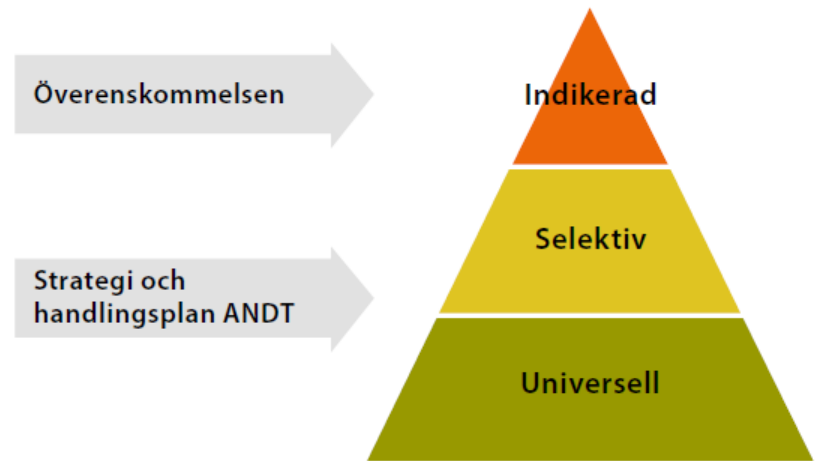 Överenskommelsen
Indikerad
Selektiv
Strategi och
handlingsplan ANDT
Universell